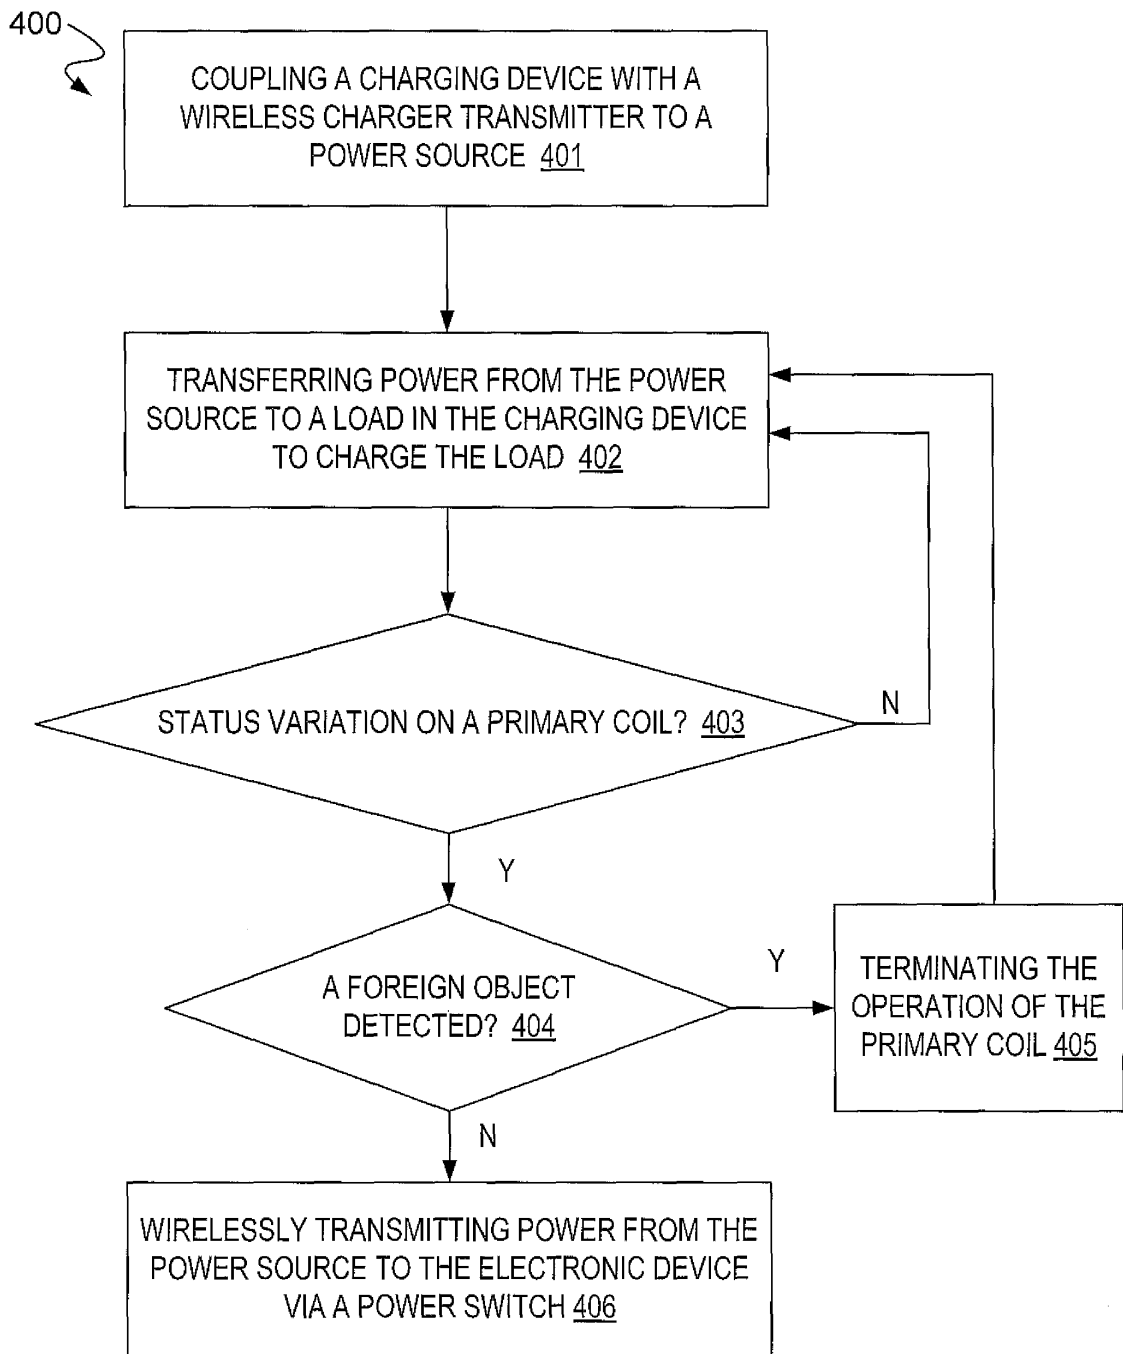 400
COUPLING A CHARGING DEVICE WITH A
WIRELESS CHARGER TRANSMITTER TO A
POWER SOURCE 401
TRANSFERRING POWER FROM THE POWER
SOURCE TO A LOAD IN THE CHARGING DEVICE
TO CHARGE THE LOAD 402
STATUS VARIATION ON A PRIMARY COIL? 403
N
Y
A FOREIGN OBJECT
DETECTED? 404
Y
TERMINATING THE
OPERATION OF THE
PRIMARY COIL 405
N
WIRELESSLY TRANSMITTING POWER FROM THE
POWER SOURCE TO THE ELECTRONIC DEVICE
VIA A POWER SWITCH 406